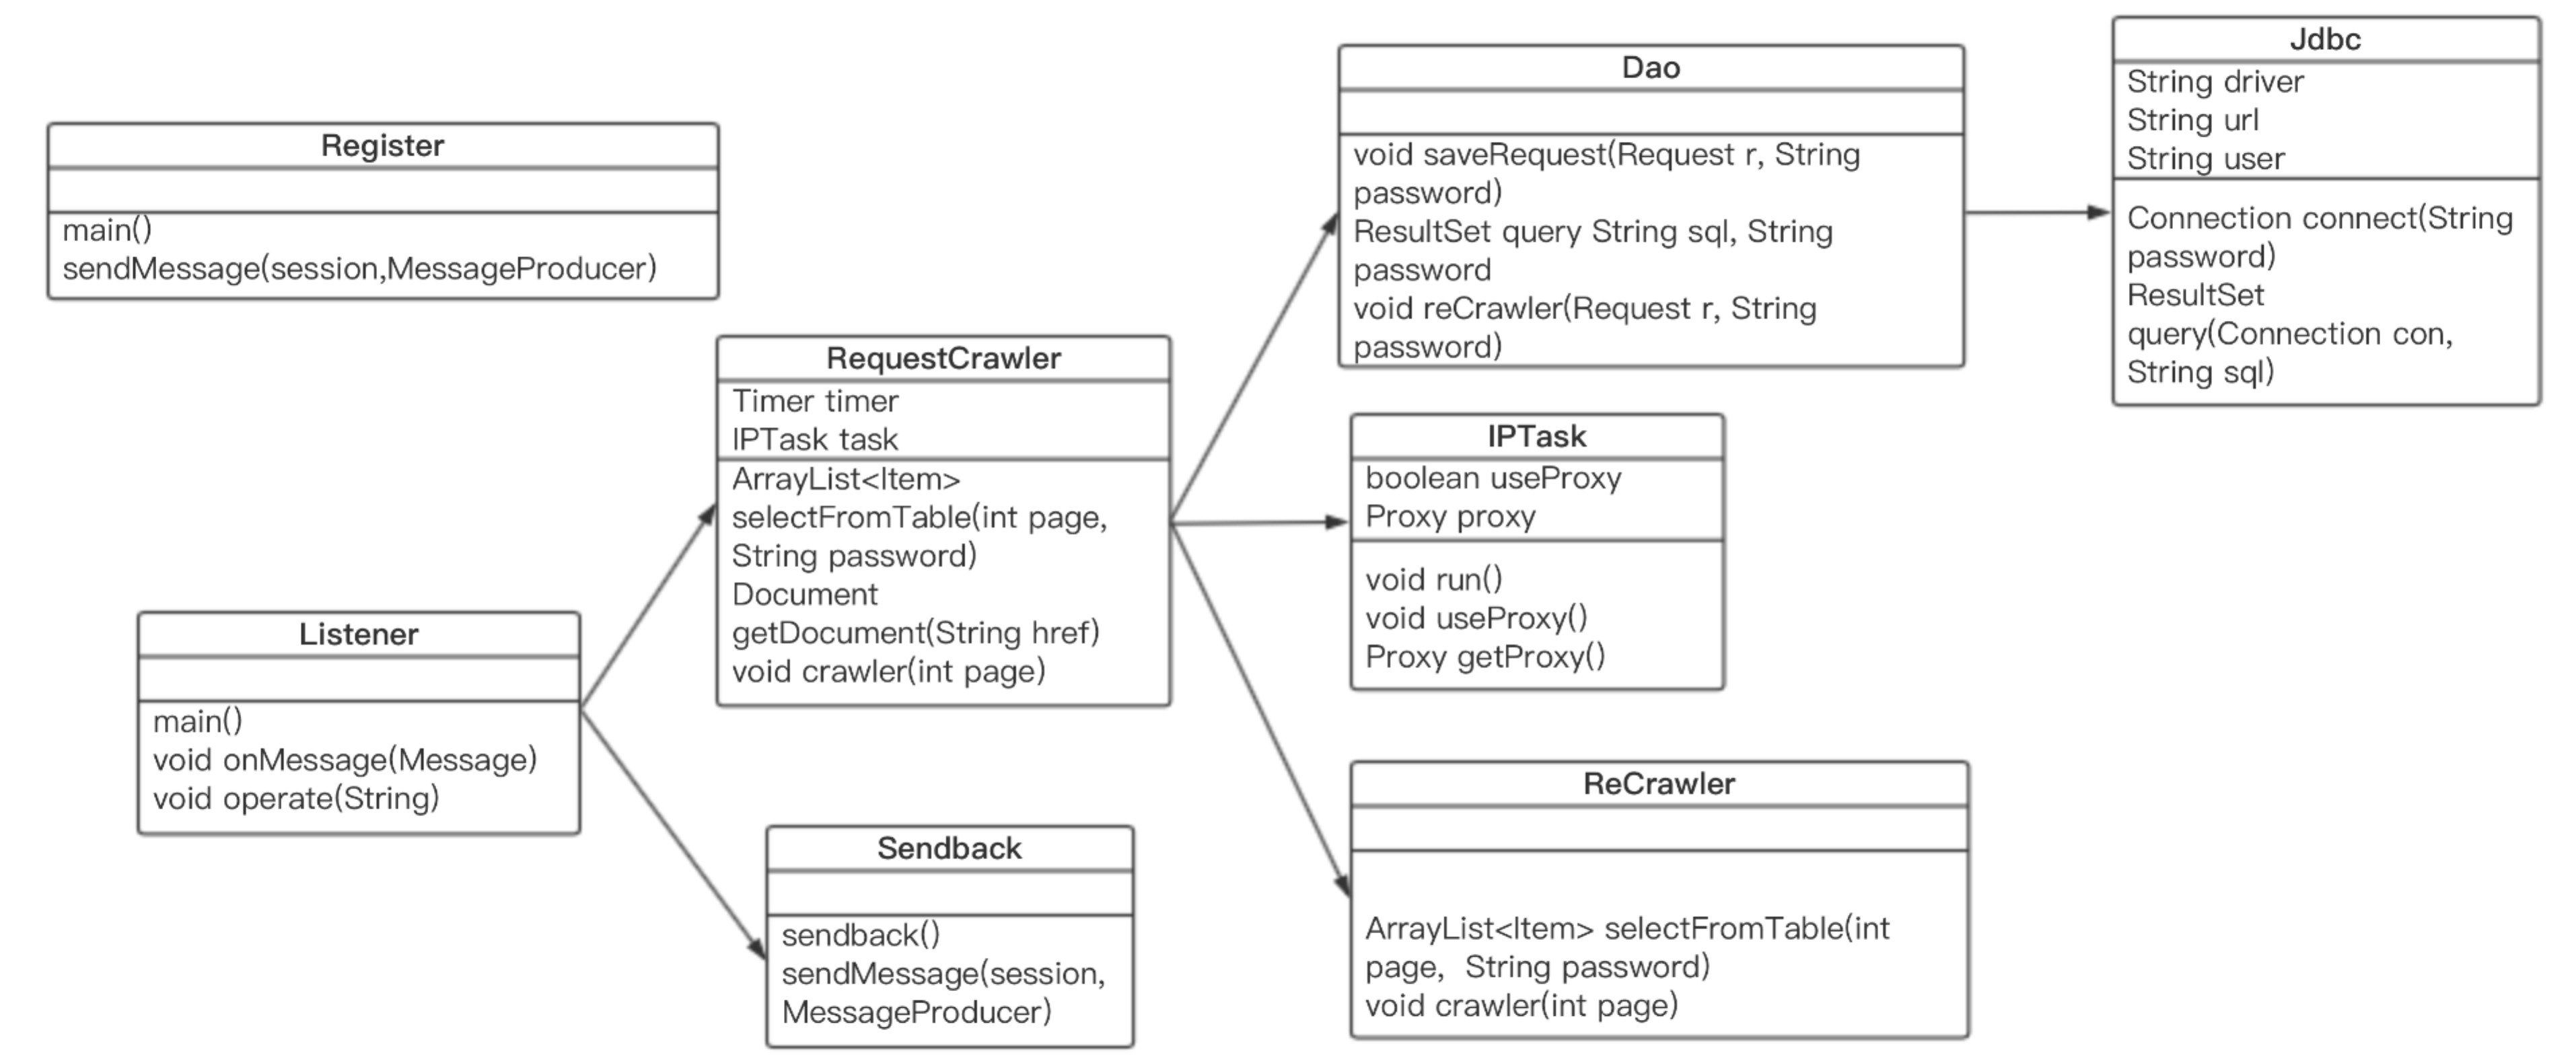 Register
main()
sendMessage(session,MessageProducer)
Listener
main()
void onMessage(Message)
void operate(String)
RequestCrawler
Timer timer
IPTask task
ArrayList<Item>
selectFromTable(int page,
String password)
Document
getDocument(String href)
void crawler(int page)
Sendback
sendback()
sendMessage(session,
MessageProducer)
Dao
void saveRequest(Request r, String
password)
ResultSet query String sql, String
password
void reCrawler(Request r, String
password)
IPTask
boolean useProxy
Proxy proxy
void run()
void useProxy()
Proxy getProxy()
ReCrawler
ArrayList<Item> selectFromTable(int
page,  String password)
void crawler(int page)
Jdbc
String driver
String url
String user
Connection connect(String
password)
ResultSet
query(Connection con,
String sql)